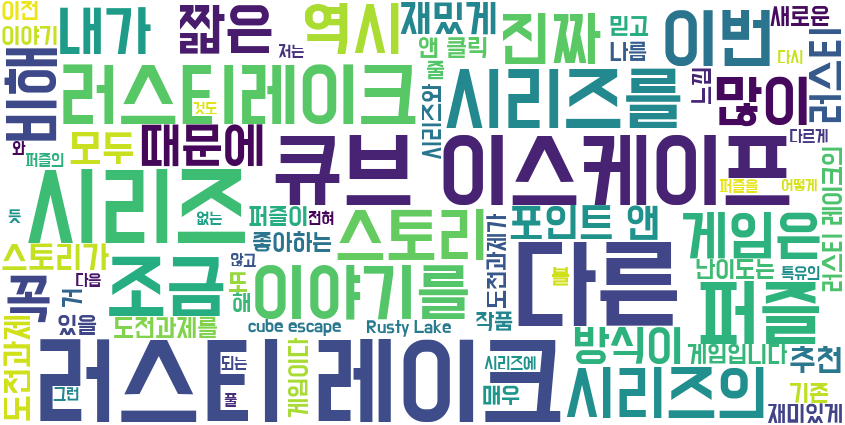 이전
이야기
내가
짧은
역시
재밌게
믿고
새로운
저는
앤 클릭
나름
진짜
이번
다시
줄
비해
러스티레이크
것도
시리즈와
시리즈를
느낌
많이
러스티
와
퍼즐의
모두
때문에
큐브 이스케이프
다르게
퍼즐을
어떻게
듯
시리즈
없는
퍼즐이
전혀
좋아하는
스토리
도전과제가
포인트 앤
게임은
러스티 레이크의
스토리가
꼭
다음
거
조금
않고
또
해
이야기를
다른
볼
난이도는
특유의
퍼즐
도전과제
있을
도전과제를
cube escape
Rusty Lake
작품
방식이
게임입니다
추천
러스티 레이크
그런
되는
풀
게임이다
시리즈에
매우
시리즈의
기존
재미있게